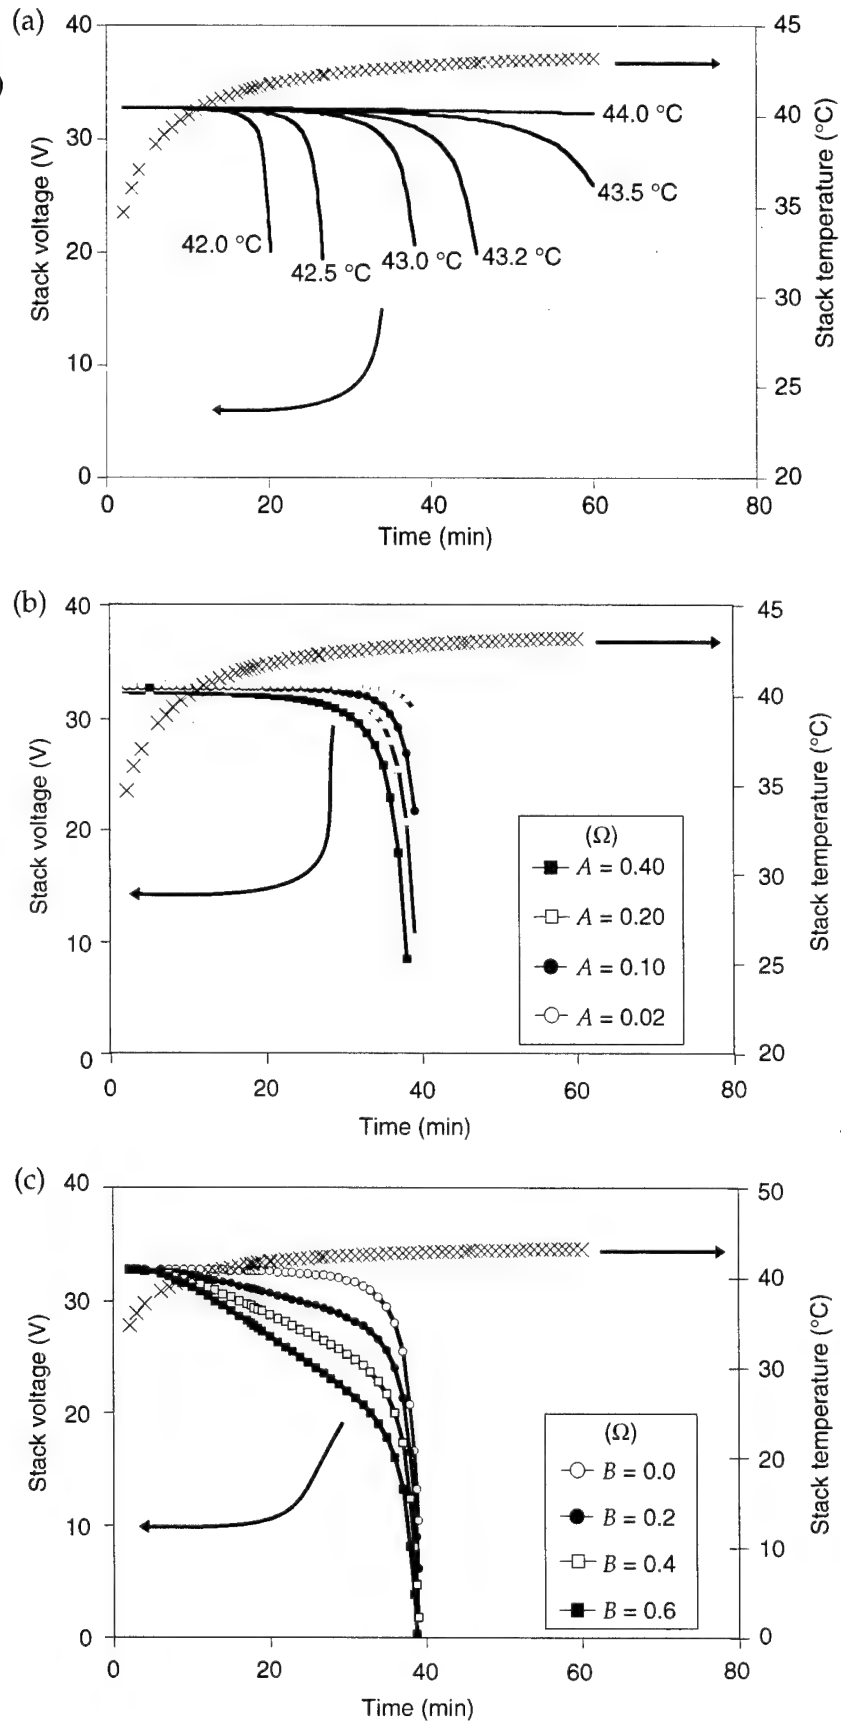 (a)
40
30
20
10
0
Stack voltage (V)
45
40
35
30
25
20
Stack temperature (°C)
44.0 °C
43.5 °C
42.0 °C
42.5 °C
43.0 °C
43.2 °C
0 20 40 60 80
Time (min)
(b)
40
30
20
10
0
Stack voltage (V)
45
40
35
30
25
20
Stack temperature (°C)
(Ω)
A = 0.40
A = 0.20
A = 0.10
A = 0.02
0 20 40 60 80
Time (min)
(c)
40
30
20
10
0
Stack voltage (V)
50
40
30
20
10
0
Stack temperature (°C)
(Ω)
B = 0.0
B = 0.2
B = 0.4
B = 0.6
0 20 40 60 80
Time (min)